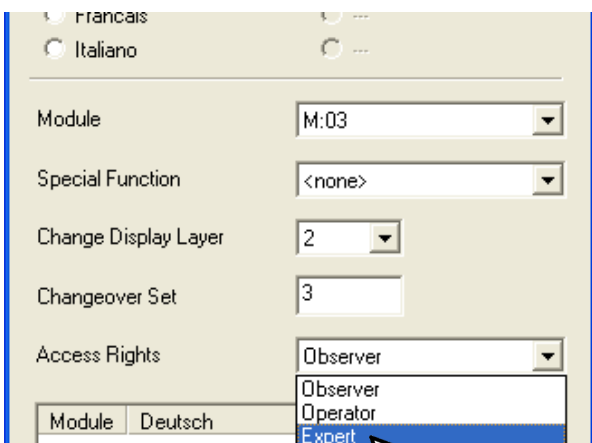 Francais ---
Italiano ---
Module M:03
Special Function <none>
Change Display Layer 2
Changeover Set 3
Access Rights Observer
Observer
Operator
Module Deutsch Expert